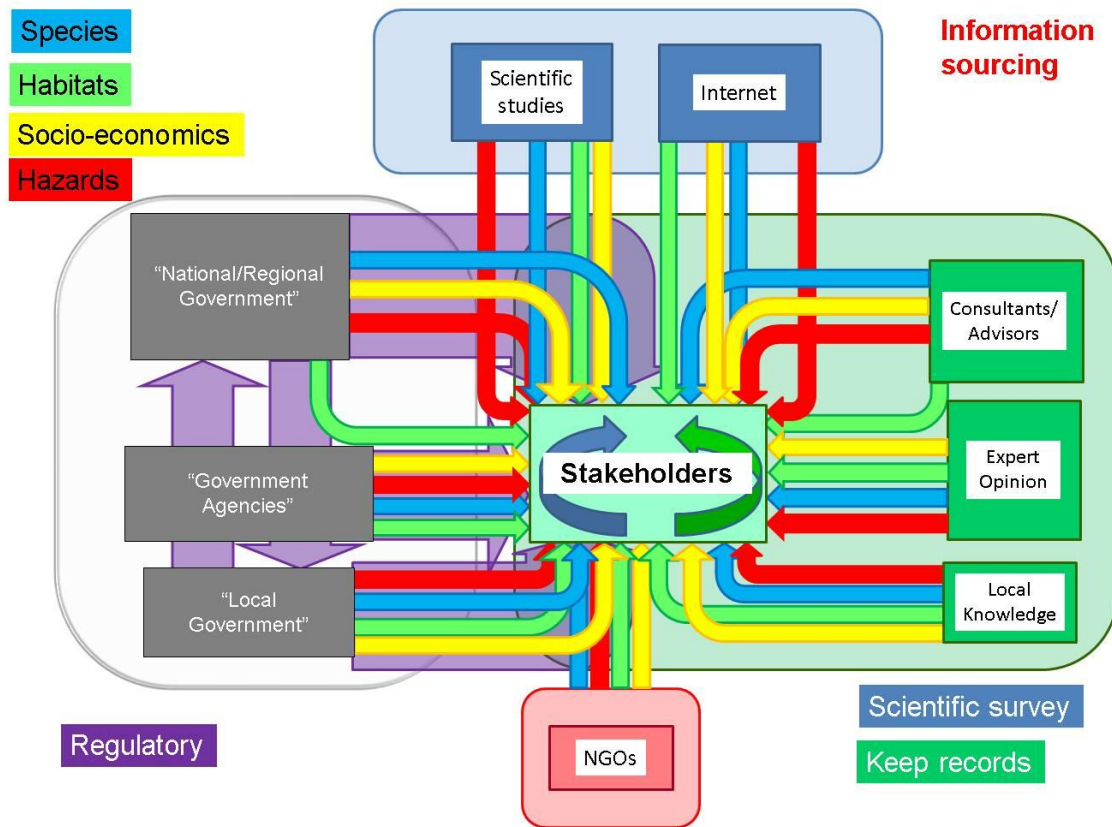 Species
Habitats
Socio-economics
Hazards
Information
sourcing
Scientific
studies
Internet
“National/Regional
Government”
“Government
Agencies”
“Local
Government”
Stakeholders
Consultants/
Advisors
Expert
Opinion
Local
Knowledge
NGOs
Regulatory
Scientific survey
Keep records